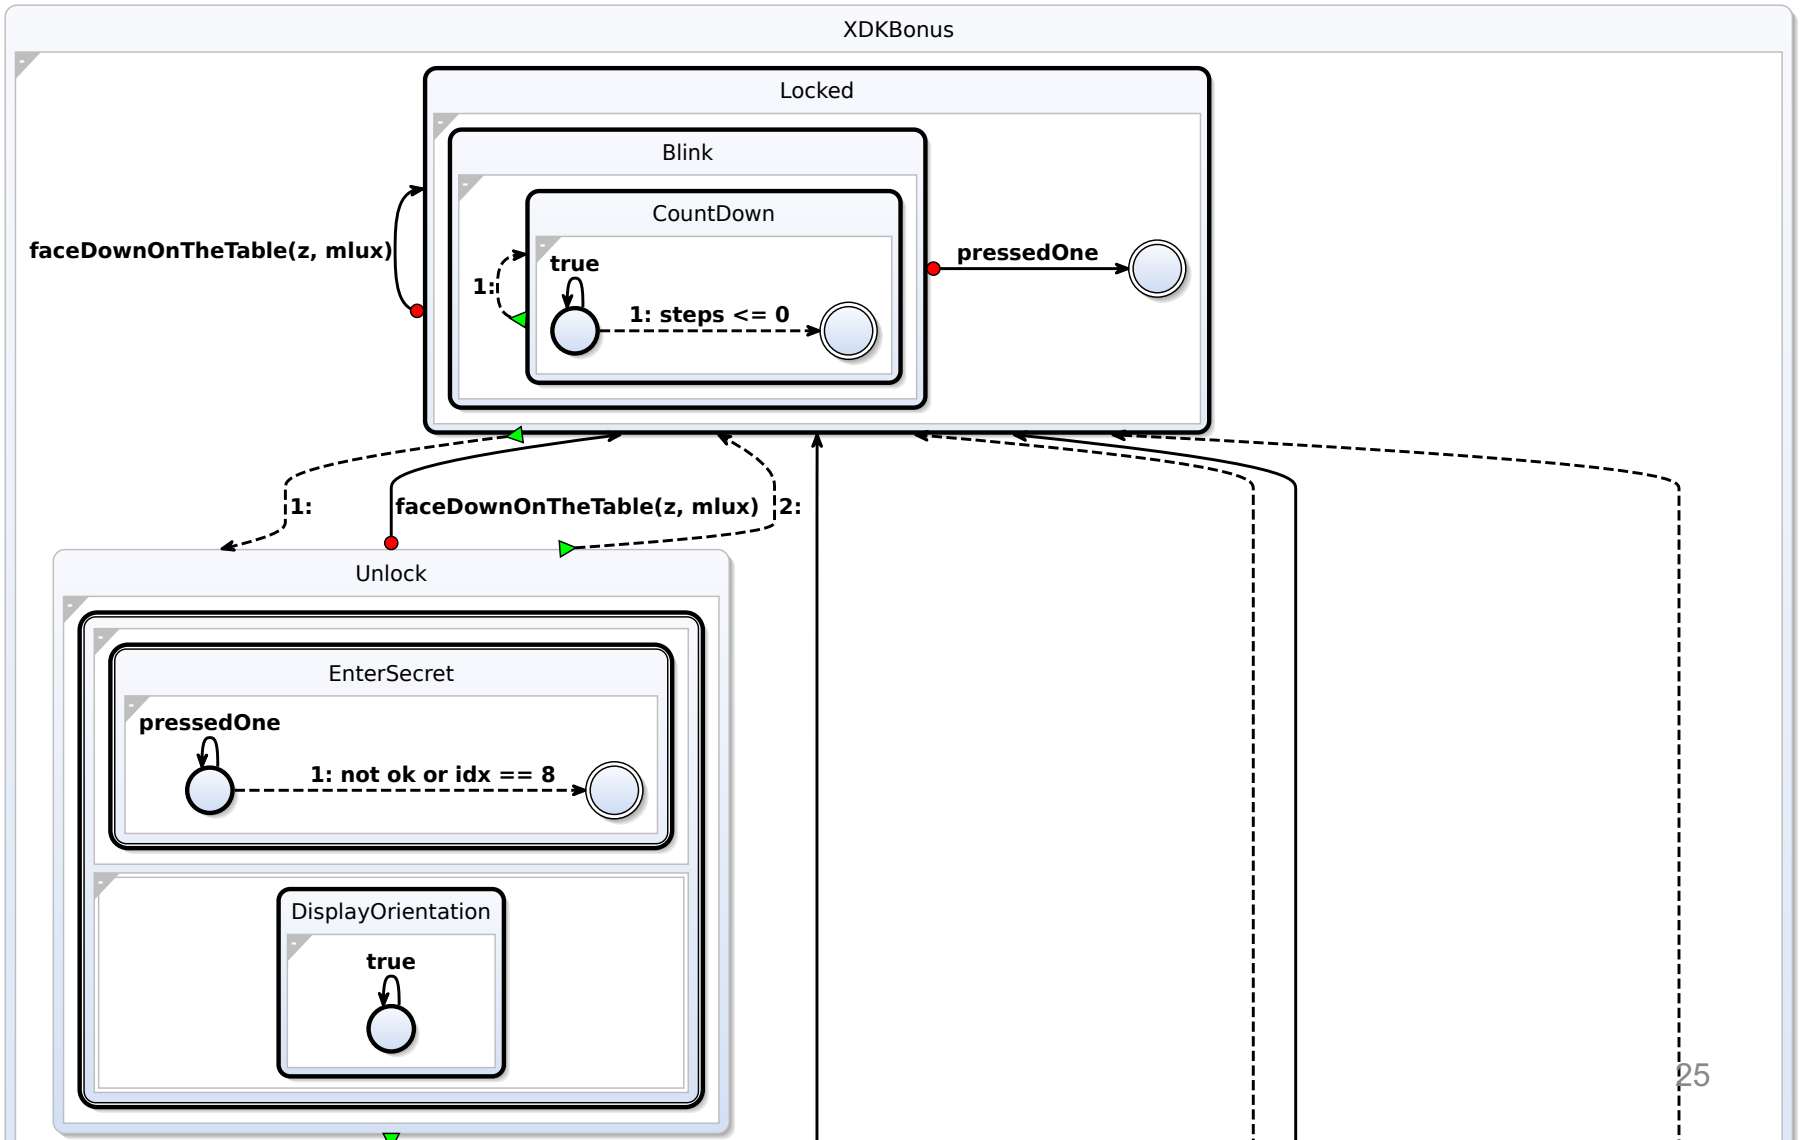 XDKBonus
Locked
Blink
CountDown
faceDownOnTheTable(z, mlux)
pressedOne
true
1:
1: steps <= 0
1:
faceDownOnTheTable(z, mlux)
2:
Unlock
EnterSecret
pressedOne
1: not ok or idx == 8
DisplayOrientation
true
25